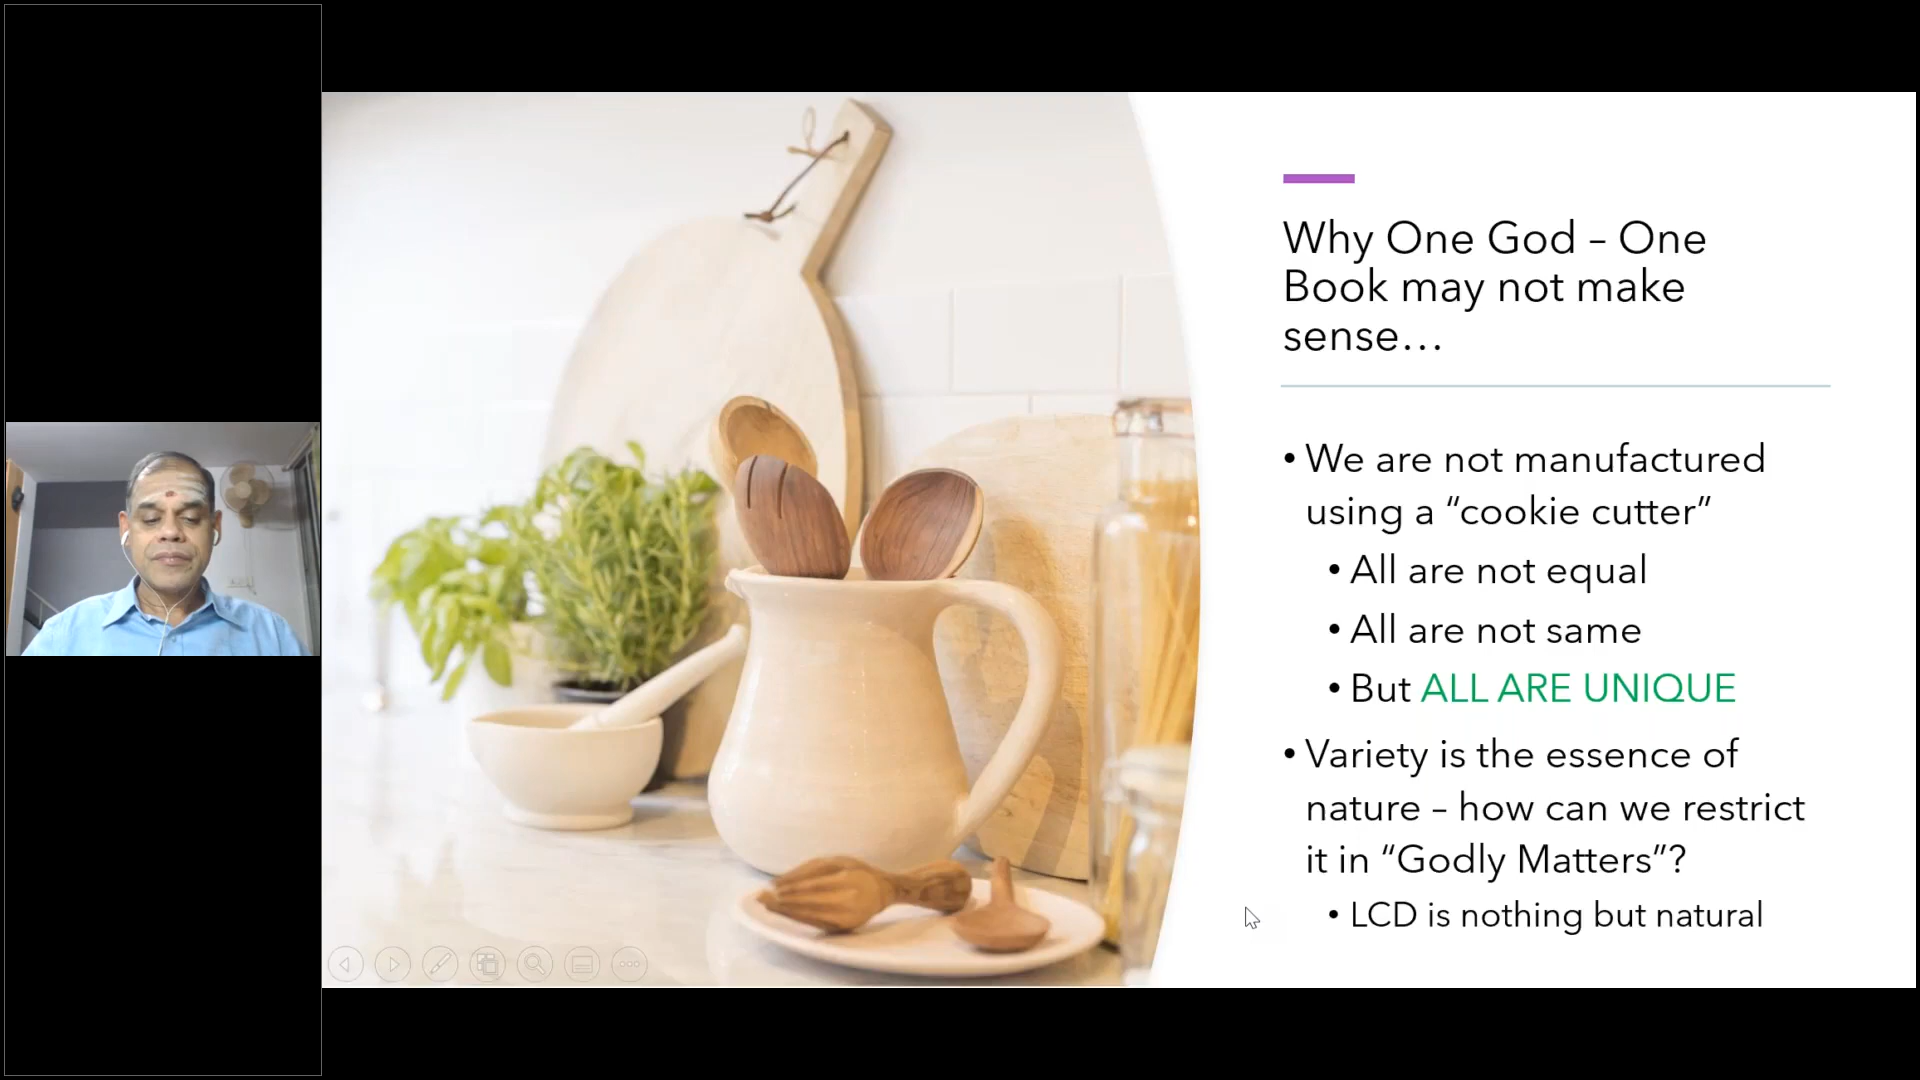 Why One God – One
Book may not make
sense…
• We are not manufactured
using a “cookie cutter”
• All are not equal
• All are not same
• But ALL ARE UNIQUE
• Variety is the essence of
nature – how can we restrict
it in “Godly Matters”?
• LCD is nothing but natural